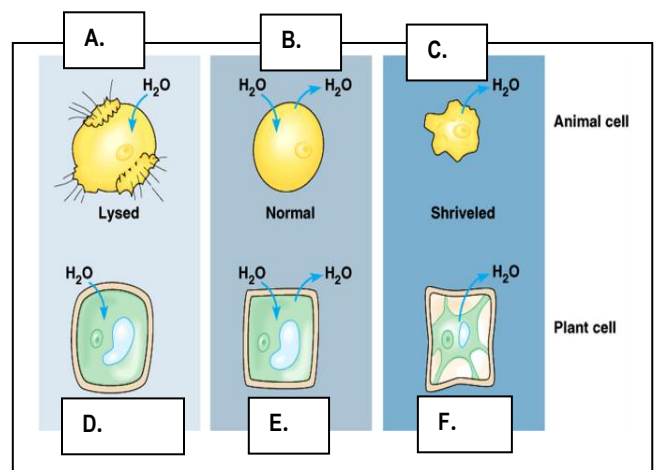 A.
B.
C.
H₂O
H₂O
H₂O
H₂O
Animal cell
Lysed
Normal
Shriveled
H₂O
H₂O
H₂O
H₂O
Plant cell
D.
E.
F.